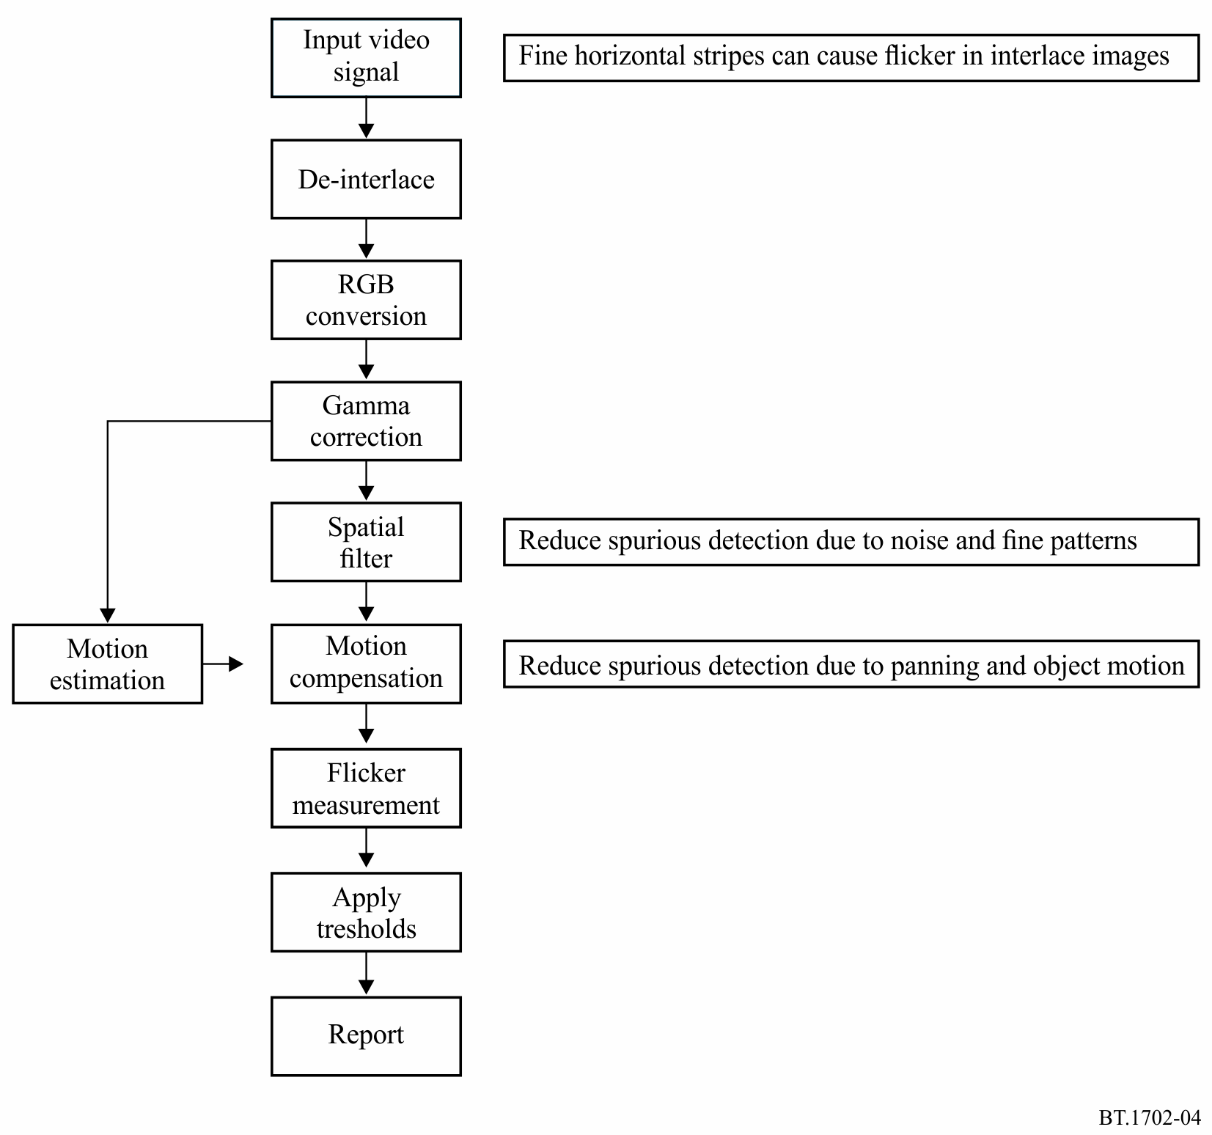 Input video
signal
Fine horizontal stripes can cause flicker in interlace images
De-interlace
RGB
conversion
Gamma
correction
Spatial
filter
Reduce spurious detection due to noise and fine patterns
Motion
estimation
Motion
compensation
Reduce spurious detection due to panning and object motion
Flicker
measurement
Apply
tresholds
Report
BT.1702-04